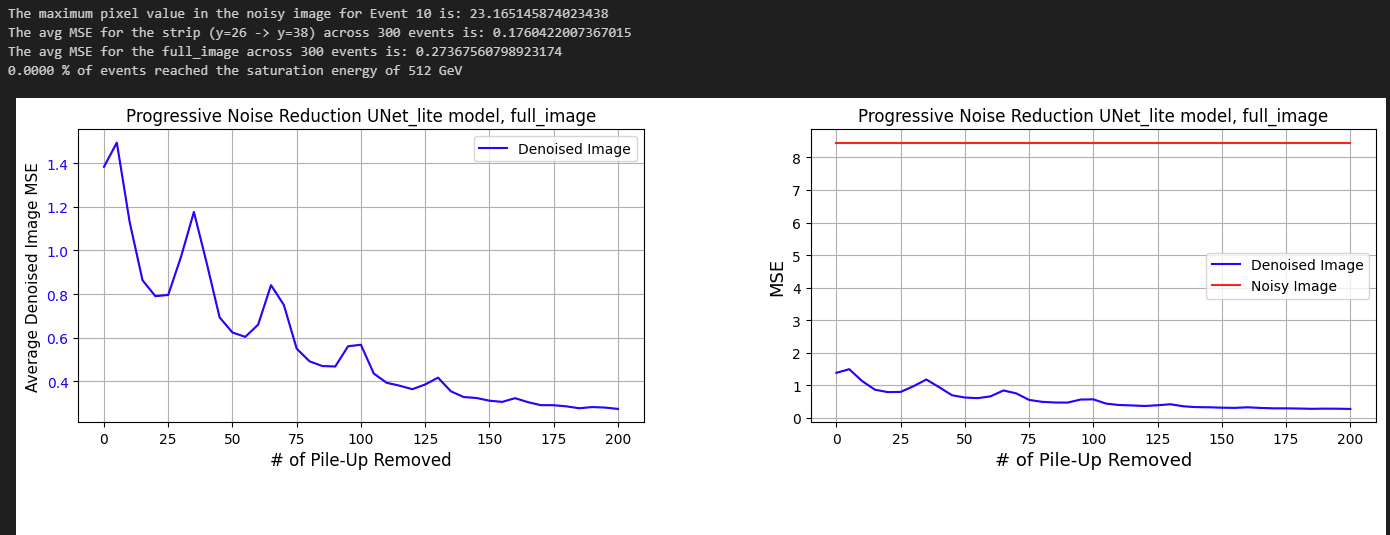 The maximum pixel value in the noisy image for Event 10 is: 23.165145874023438
The avg MSE for the strip (y=26 -> y=38) across 300 events is: 0.1760422007367015
The avg MSE for the full_image across 300 events is: 0.27367560798923174
0.0000 % of events reached the saturation energy of 512 GeV
Progressive Noise Reduction UNet_lite model, full_image
Denoised Image
Average Denoised Image MSE
1.4
1.2
1.0
0.8
0.6
0.4
0 25 50 75 100 125 150 175 200
# of Pile-Up Removed
Progressive Noise Reduction UNet_lite model, full_image
MSE
8
7
6
5
4
3
2
1
0
Denoised Image
Noisy Image
0 25 50 75 100 125 150 175 200
# of Pile-Up Removed